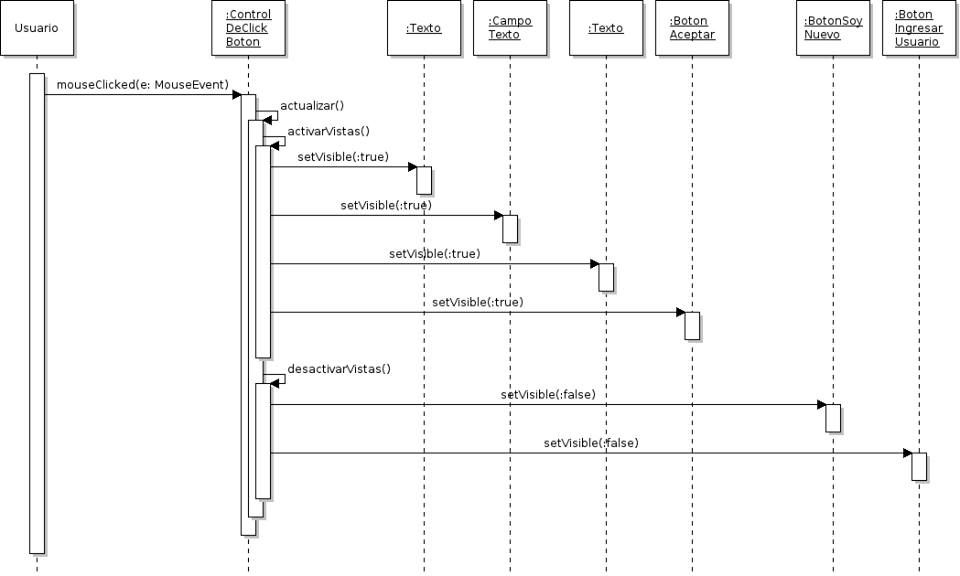 Usuario
:Control
DeClick
Boton
:Texto
:Campo
Texto
:Texto
:Boton
Aceptar
:BotonSoy
Nuevo
:Boton
Ingresar
Usuario
mouseClicked(e: MouseEvent)
actualizar()
activarVistas()
setVisible(:true)
setVisible(:true)
setVisible(:true)
setVisible(:true)
desactivarVistas()
setVisible(:false)
setVisible(:false)